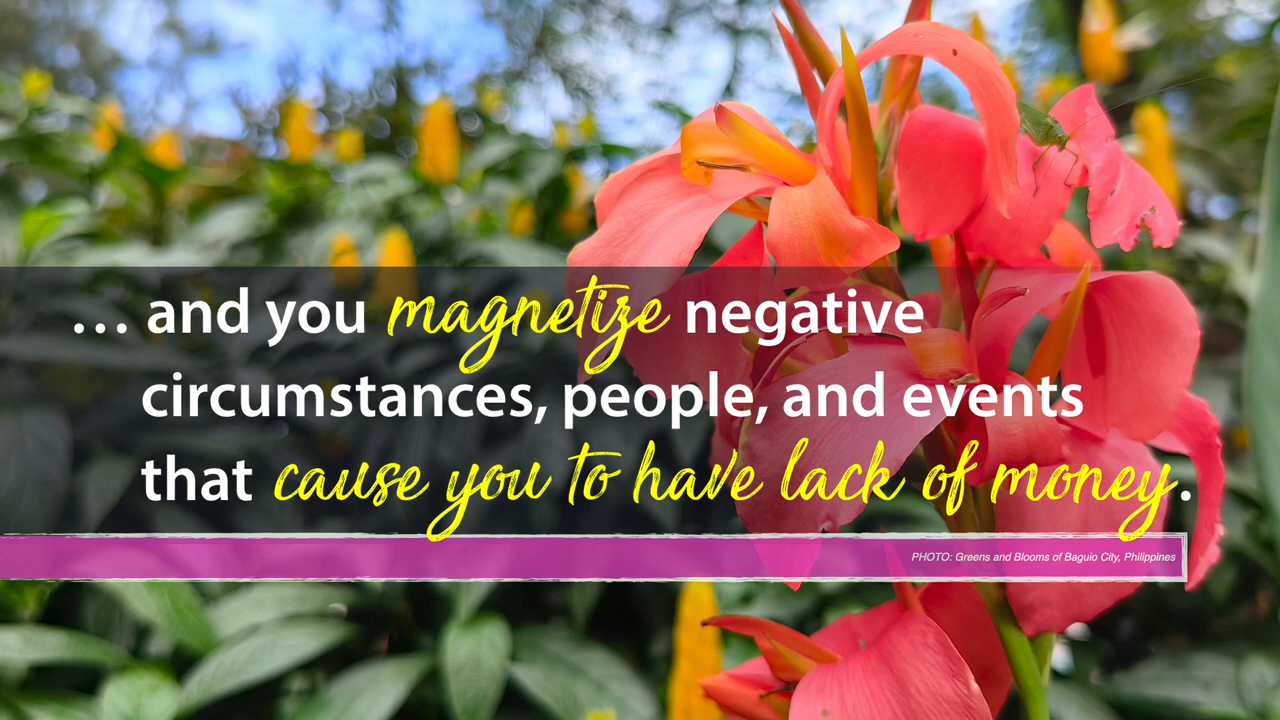 … and you magnetize negative
circumstances, people, and events
that cause you to have lack of money.
PHOTO: Greens and Blooms of Baguio City, Philippines